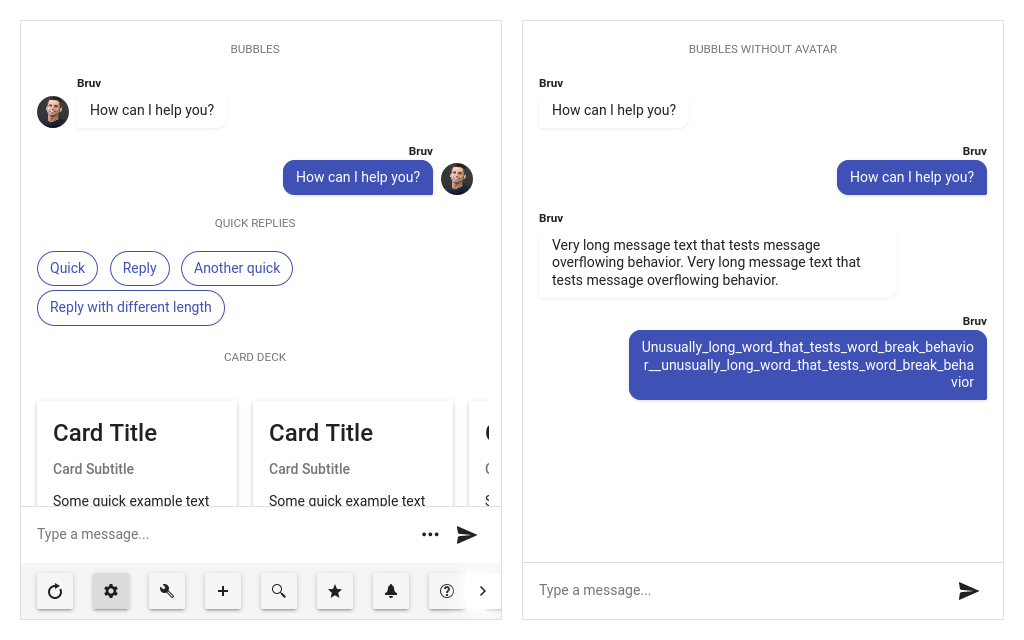 BUBBLES
Bruv
How can I help you?
Bruv
How can I help you?
QUICK REPLIES
Quick
Reply
Another quick
Reply with different length
CARD DECK
Card Title
Card Subtitle
Some quick example text
Card Title
Card Subtitle
Some quick example text
Type a message...
BUBBLES WITHOUT AVATAR
Bruv
How can I help you?
Bruv
How can I help you?
Bruv
Very long message text that tests message
overflowing behavior. Very long message text that
tests message overflowing behavior.
Bruv
Unusually_long_word_that_tests_word_break_behavio
r__unusually_long_word_that_tests_word_break_beha
vior
Type a message...